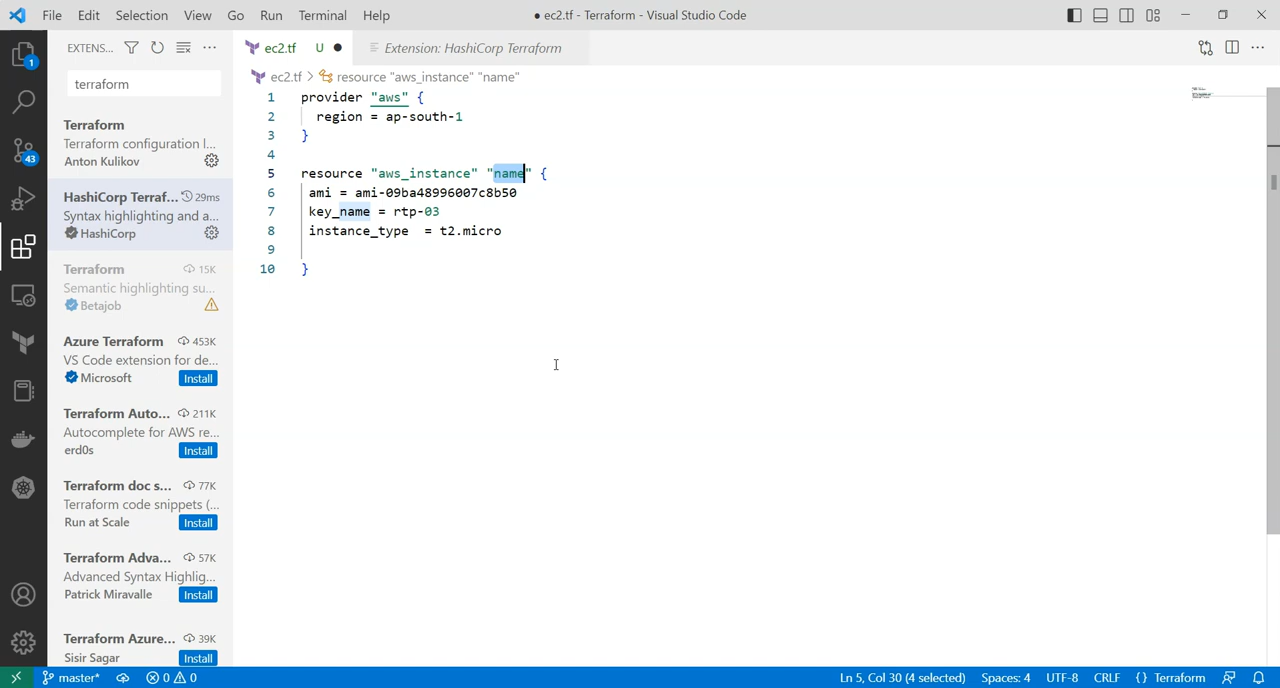 File Edit Selection View Go Run Terminal Help
● ec2.tf - Terraform - Visual Studio Code
EXTENS...
ec2.tf U ●
Extension: HashiCorp Terraform
1
terraform
ec2.tf > resource "aws_instance" "name"
1 provider "aws" {
2 region = ap-south-1
3 }
4
5 resource "aws_instance" "name" {
6 ami = ami-09ba48996007c8b50
7 key_name = rtp-03
8 instance_type = t2.micro
9
10 }
43
Terraform
Terraform configuration l...
Anton Kulikov
HashiCorp Terraf... 29ms
Syntax highlighting and a...
HashiCorp
Terraform 15K
Semantic highlighting su...
Betajob
Azure Terraform 453K
VS Code extension for de...
Microsoft Install
Terraform Auto... 211K
Autocomplete for AWS re...
erd0s Install
Terraform doc s... 77K
Terraform code snippets (...
Run at Scale Install
Terraform Adva... 57K
Advanced Syntax Highlig...
Patrick Miravalle Install
Terraform Azure... 39K
Sisir Sagar Install
master* 0 0
Ln 5, Col 30 (4 selected) Spaces: 4 UTF-8 CRLF {} Terraform